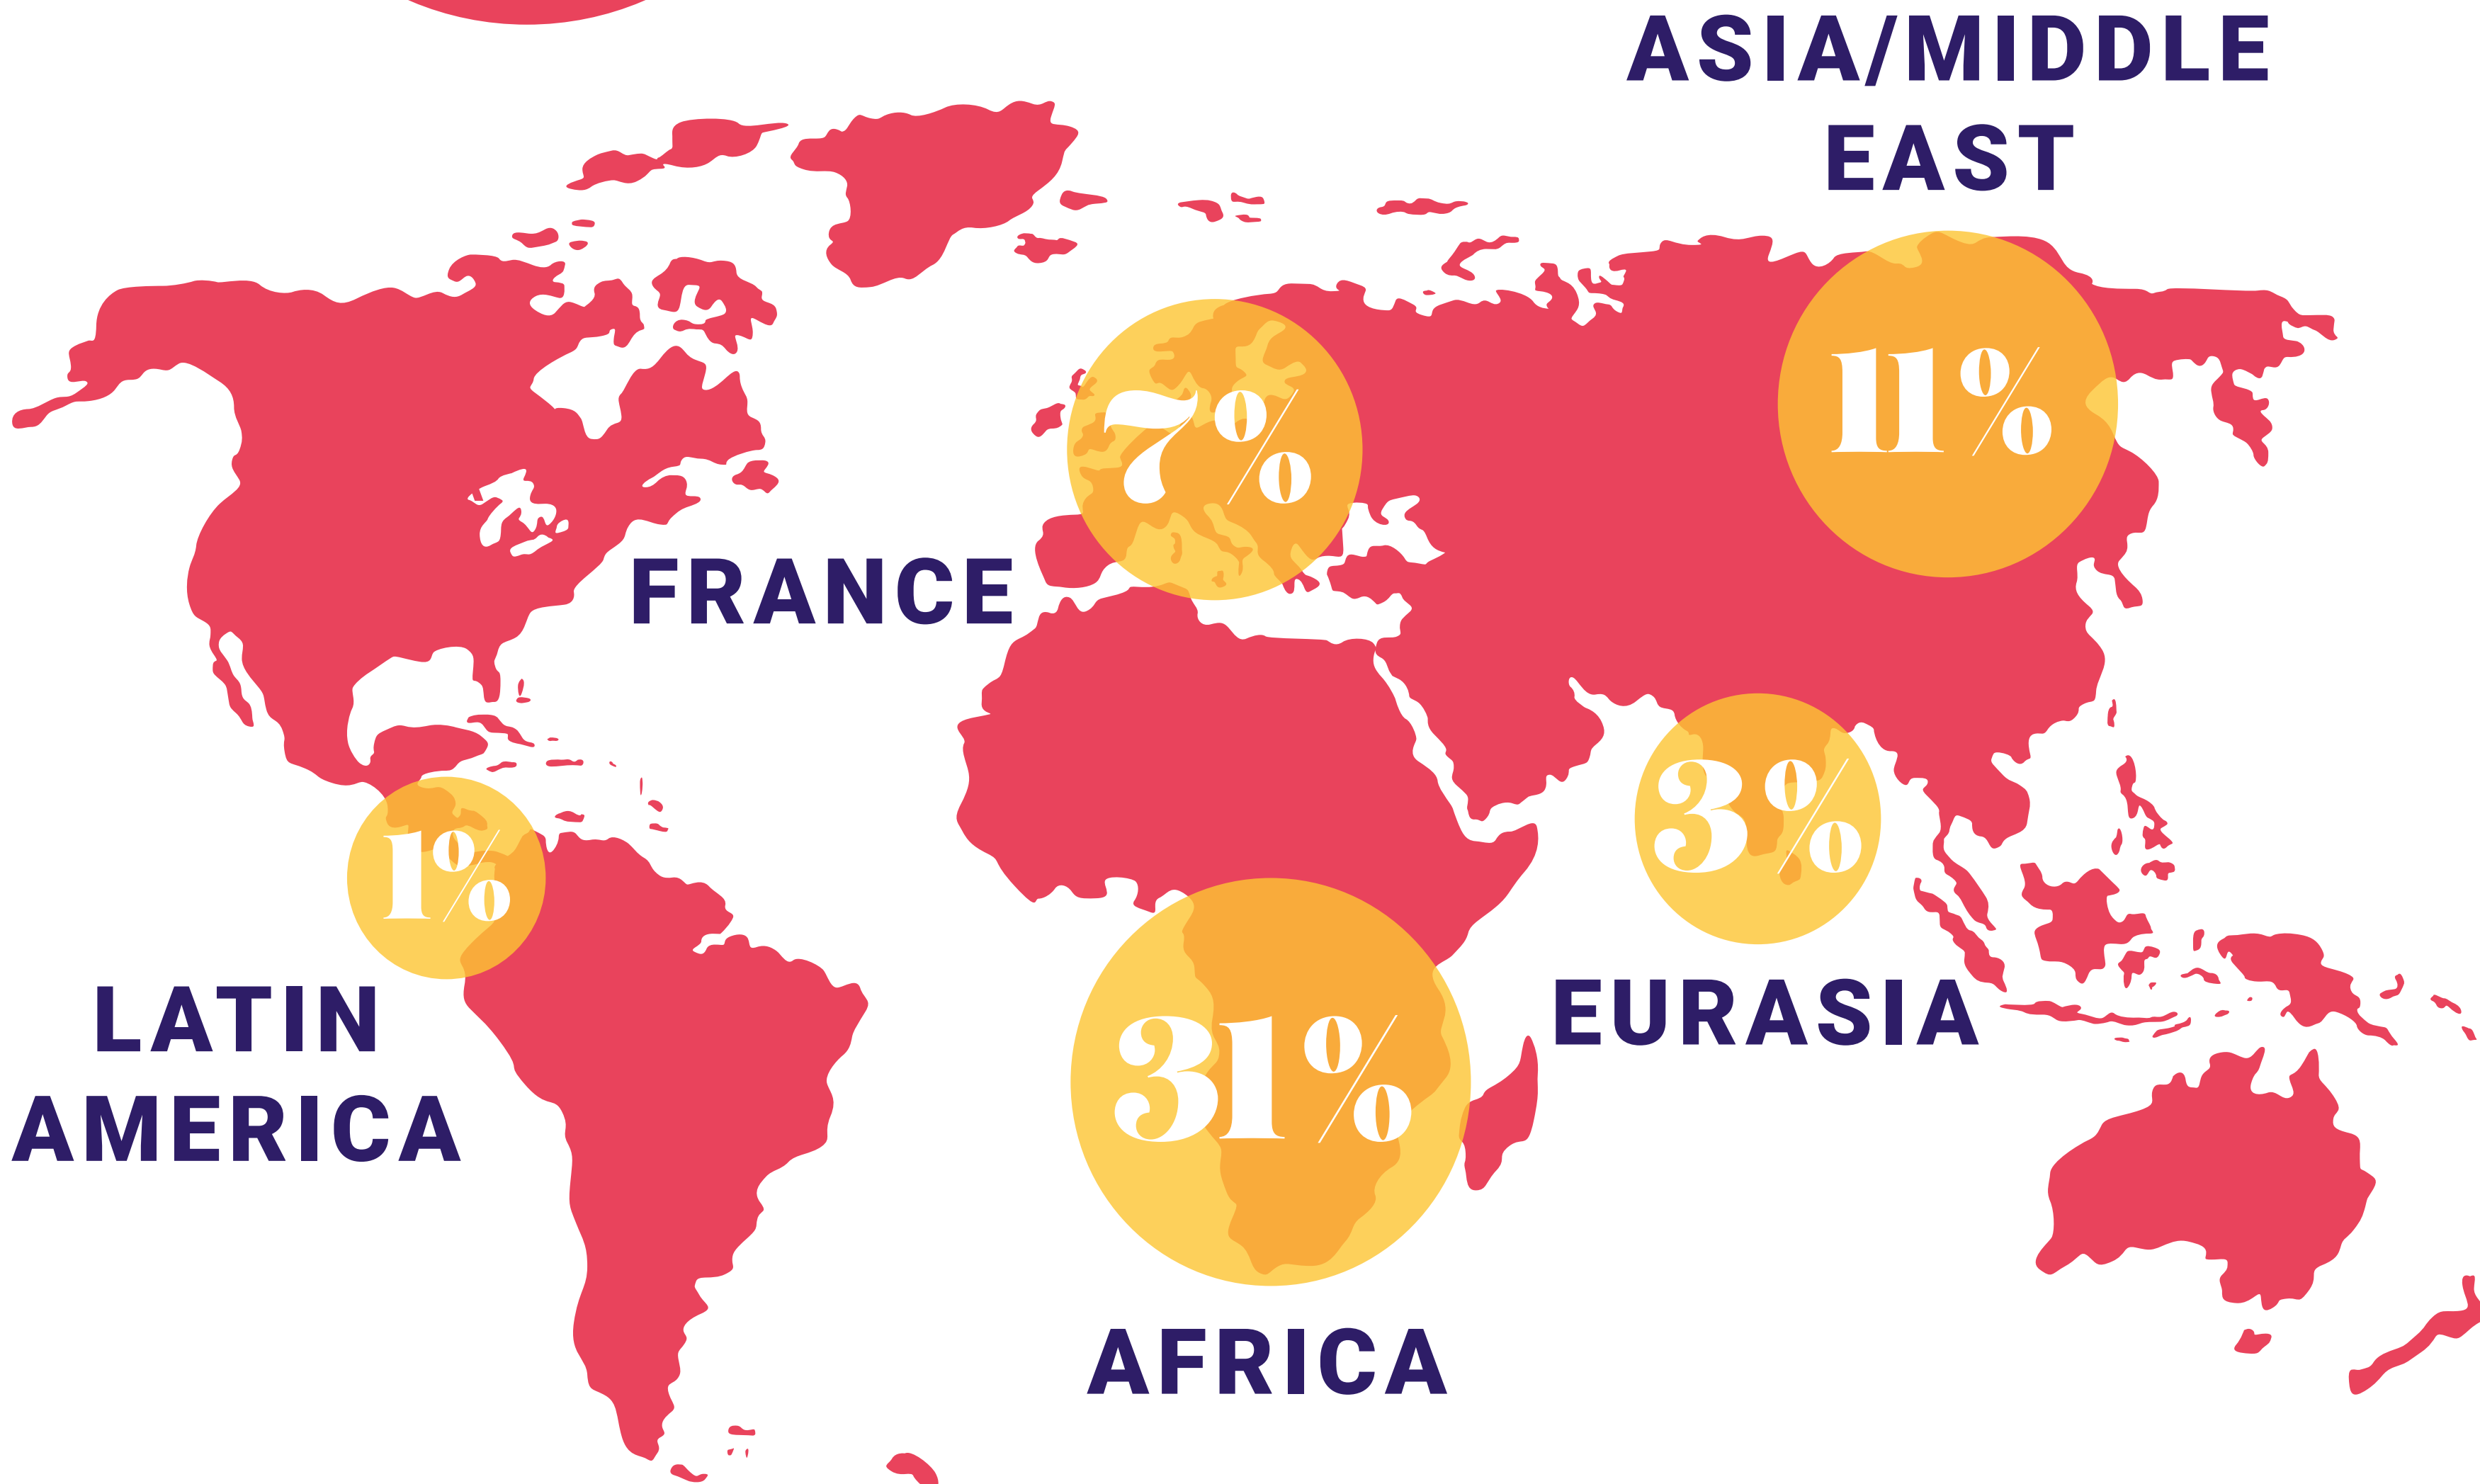 ASIA/MIDDLE
EAST
11%
7%
FRANCE
3%
EURASIA
1%
LATIN
AMERICA
31%
AFRICA